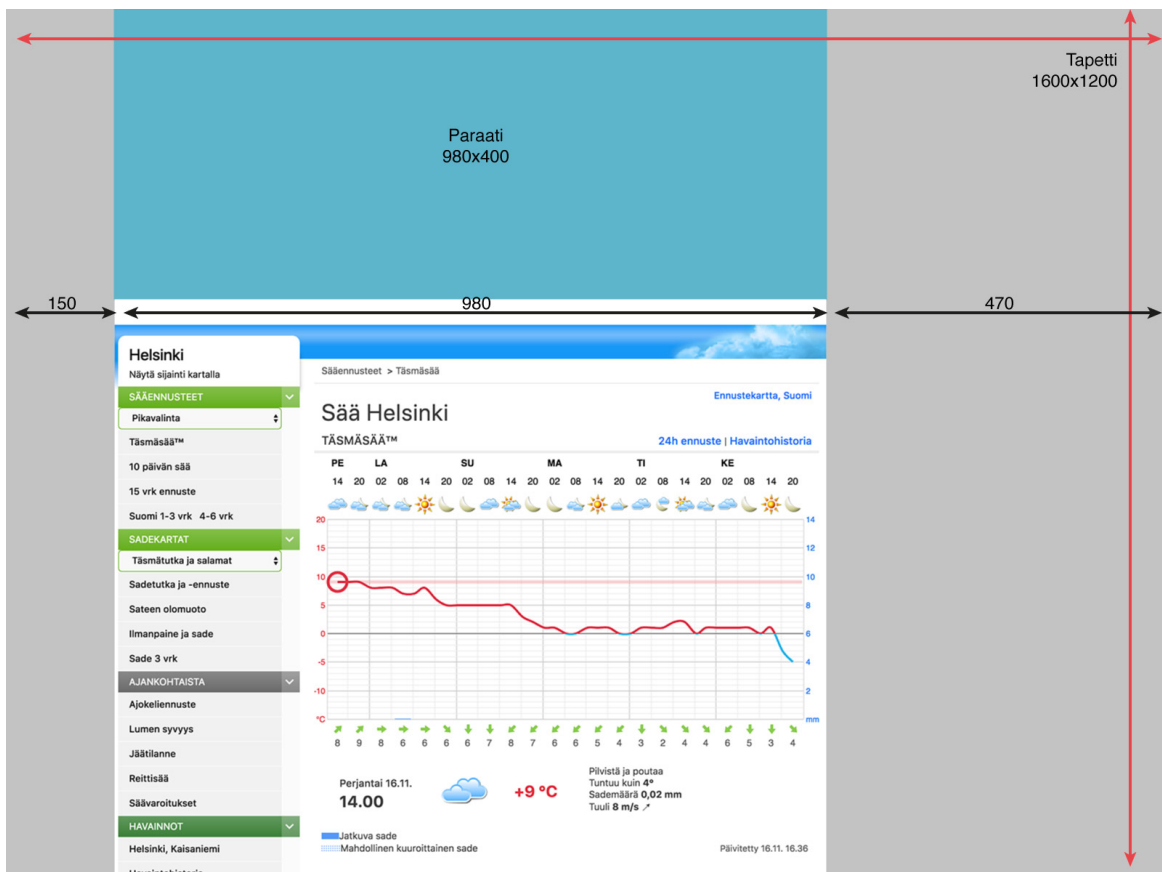 Tapetti
1600x1200
Paraati
980x400
150
980
470
Helsinki
Näytä sijainti kartalla
SÄÄENNUSTEET
Pikavalinta
Täsmäsää™
10 päivän sää
15 vrk ennuste
Suomi 1-3 vrk 4-6 vrk
SADEKARTAT
Täsmätutka ja salamat
Sadetutka ja -ennuste
Sateen olomuoto
Ilmanpaine ja sade
Sade 3 vrk
AJANKOHTAISTA
Ajokeliennuste
Lumen syvyys
Jäätilanne
Reittisää
Säävaroitukset
HAVAINNOT
Helsinki, Kaisaniemi
Sääennusteet > Täsmäsää
Ennustekartta, Suomi
Sää Helsinki
TÄSMÄSÄÄ™
24h ennuste | Havaintohistoria
PE LA SU MA TI KE
14 20 02 08 14 20 02 08 14 20 02 08 14 20 02 08 14 20 02 08 14 20
20 14
15 12
10 10
5 8
0 6
-5 4
-10 2
°C mm
8 9 8 6 6 6 6 7 8 7 6 6 5 4 3 2 4 4 6 5 3 4
Perjantai 16.11.
14.00
+9 °C
Pilvistä ja poutaa
Tuntuu kuin 4°
Sademäärä 0,02 mm
Tuuli 8 m/s
Jatkuva sade
Mahdollinen kuuroittainen sade
Päivitetty 16.11. 16.36